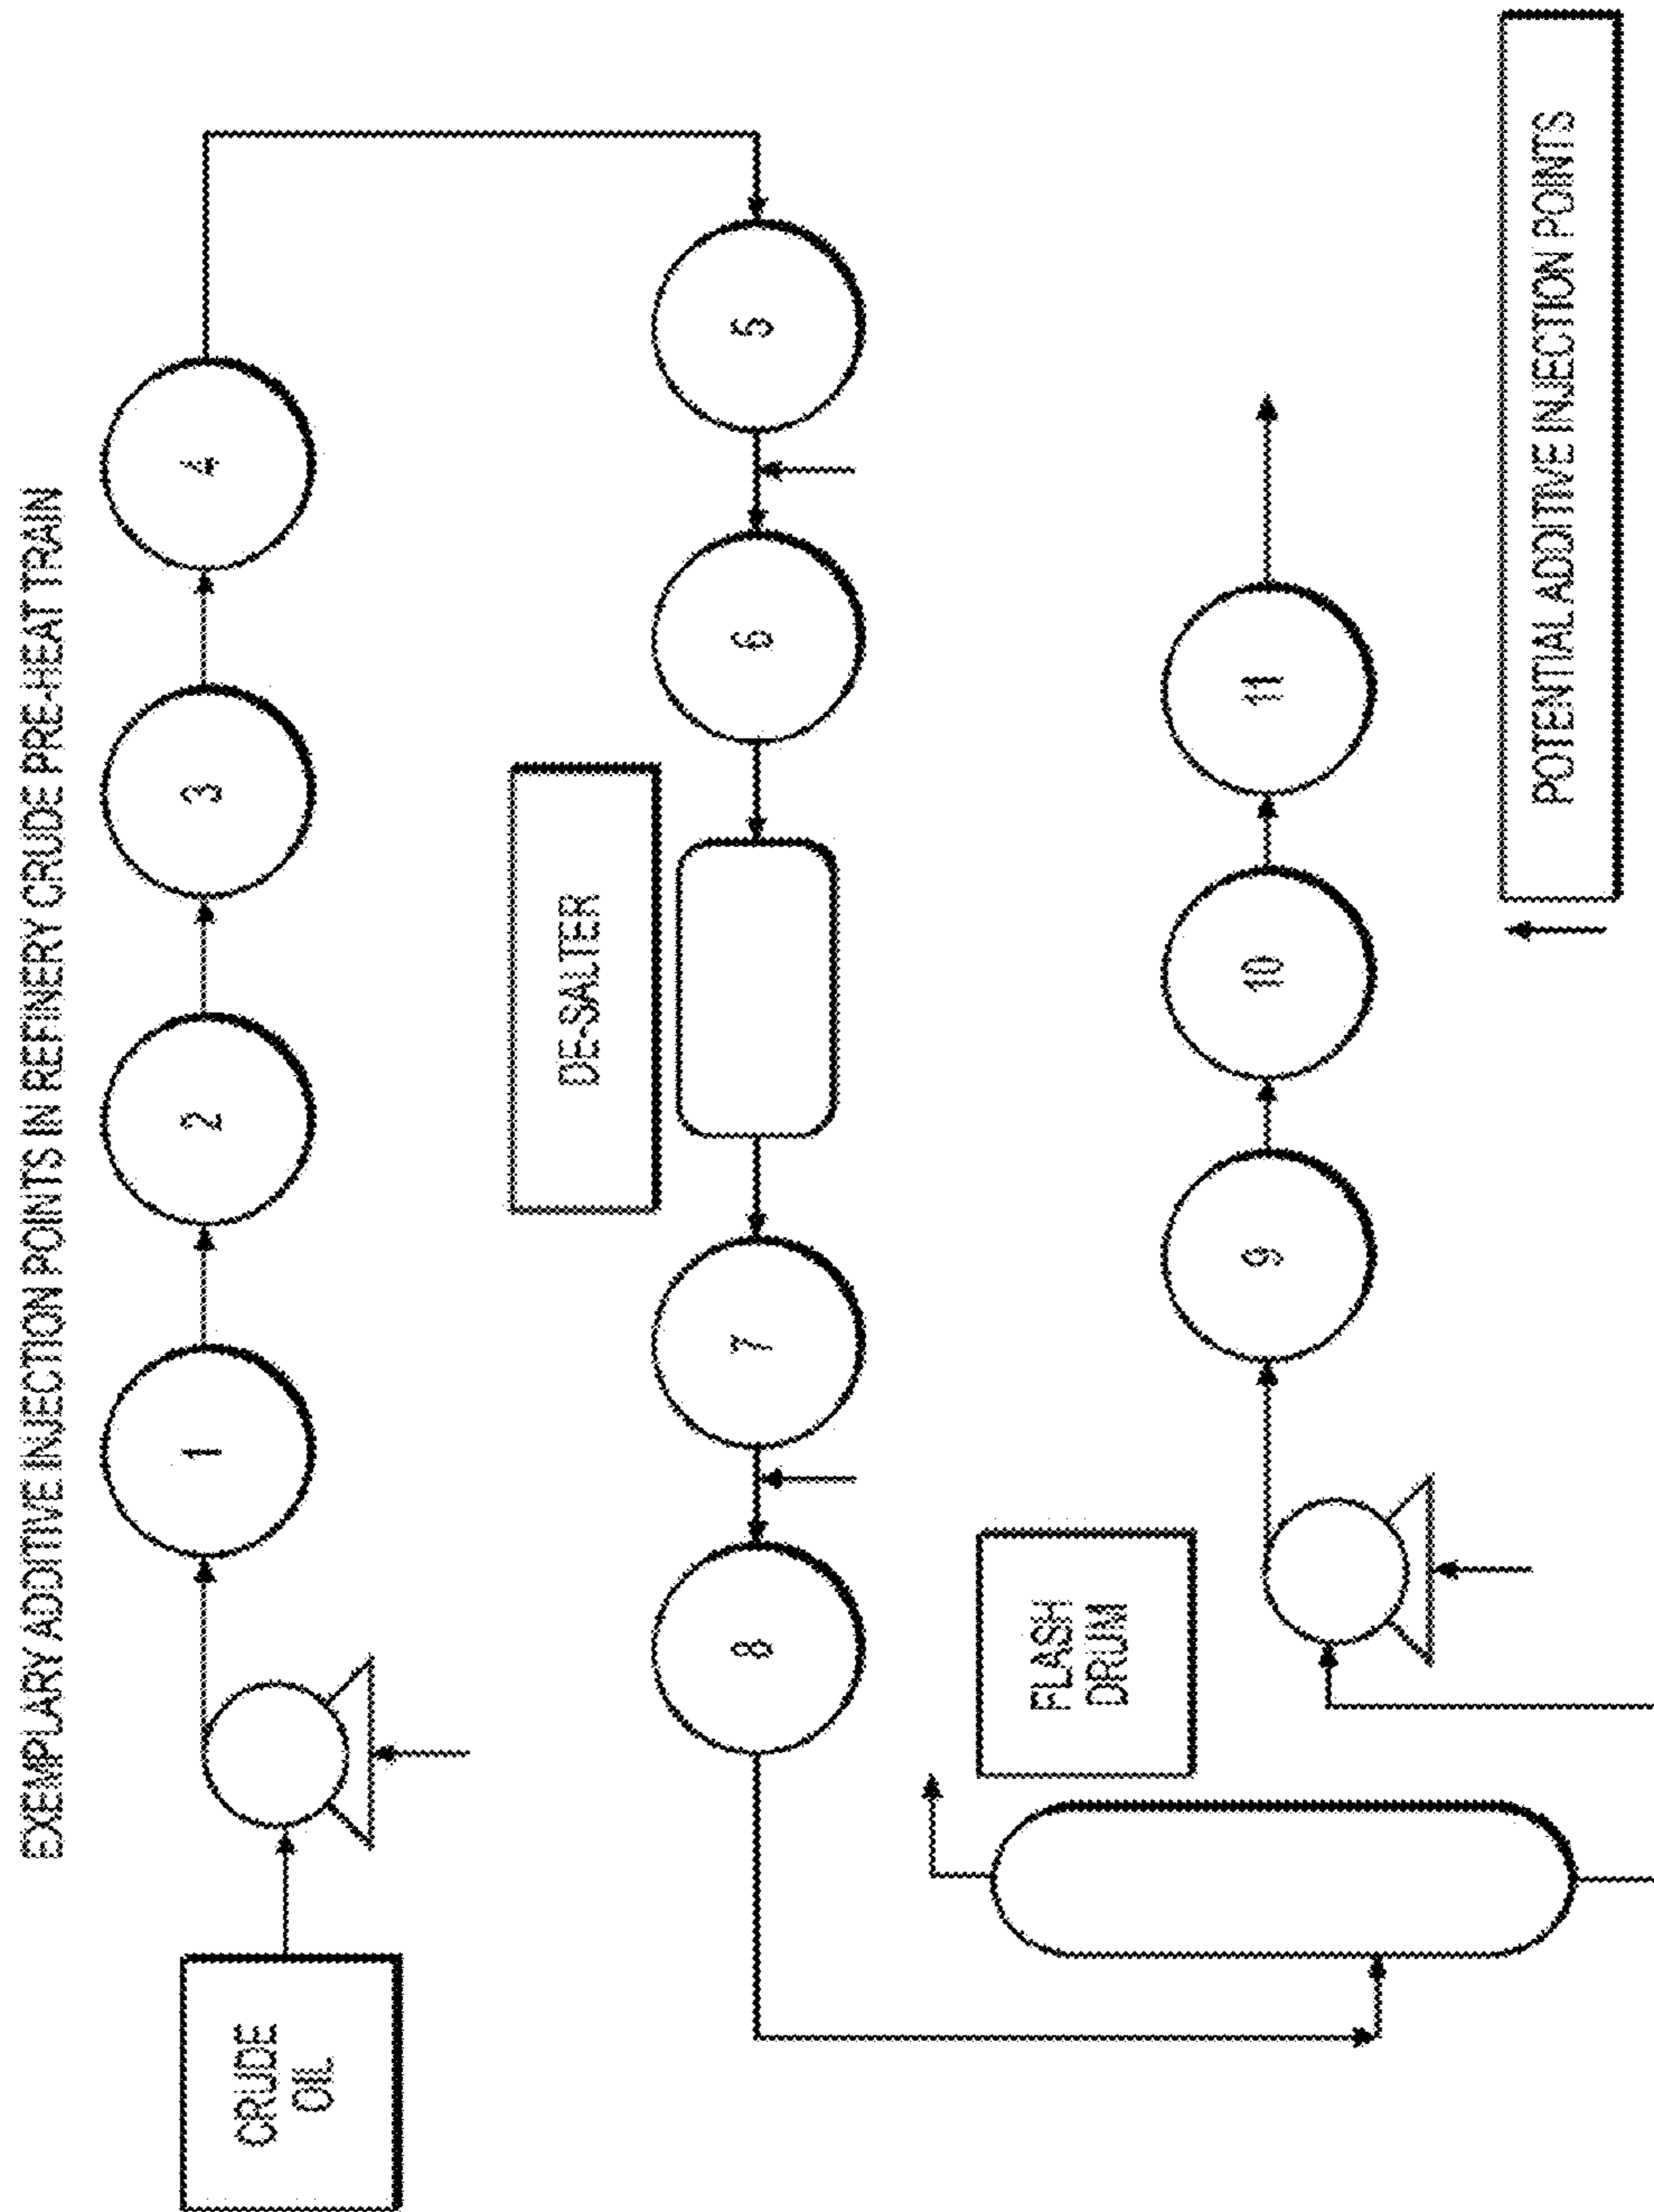 EXEMPLARY ADDITIVE INJECTION POINTS IN REFINERY CRUDE PRE-HEAT TRAIN
CRUDE
OIL
1
2
3
4
5
6
DE-SALTER
7
8
FLASH
DRUM
9
10
11
POTENTIAL ADDITIVE INJECTION POINTS